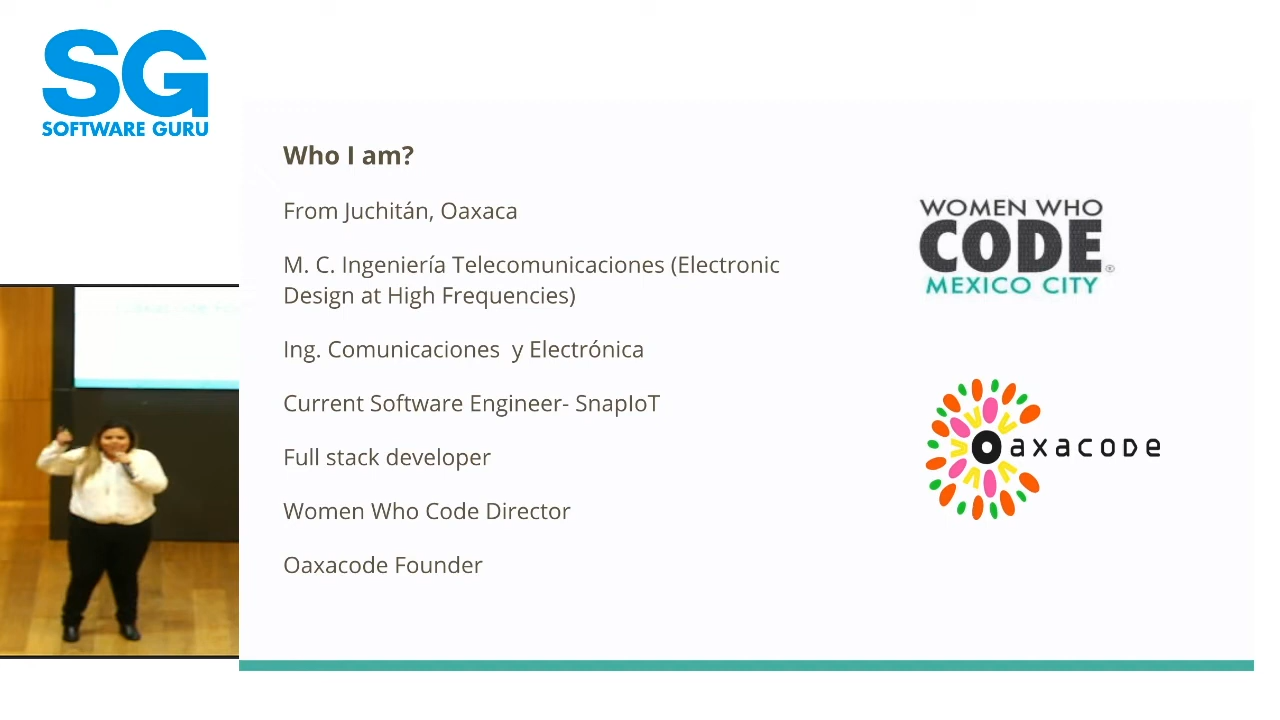 SG
SOFTWARE GURU
Who I am?
From Juchitán, Oaxaca
M. C. Ingeniería Telecomunicaciones (Electronic
Design at High Frequencies)
Ing. Comunicaciones y Electrónica
Current Software Engineer- SnapIoT
Full stack developer
Women Who Code Director
Oaxacode Founder
WOMEN WHO
CODE®
MEXICO CITY
Oaxacode